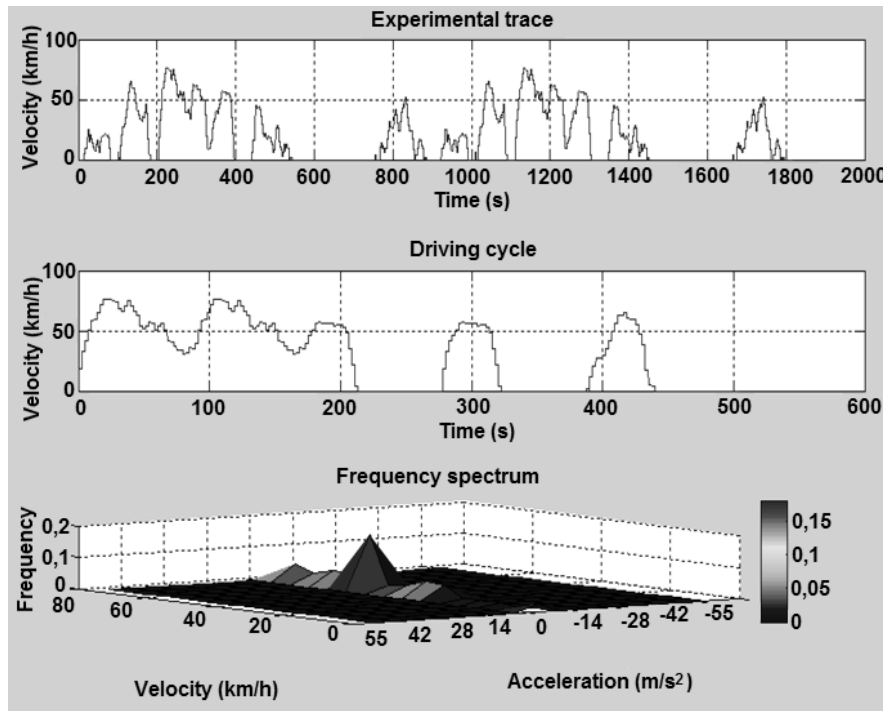 Experimental trace
Velocity (km/h)
100
50
0
0 200 400 600 800 1000 1200 1400 1600 1800 2000
Time (s)
Driving cycle
Velocity (km/h)
100
50
0
0 100 200 300 400 500 600
Time (s)
Frequency spectrum
Frequency
0,2
0,1
0
80 60 40 20 0
55 42 28 14 0 -14 -28 -42 -55
Velocity (km/h)
Acceleration (m/s²)
0,15
0,1
0,05
0